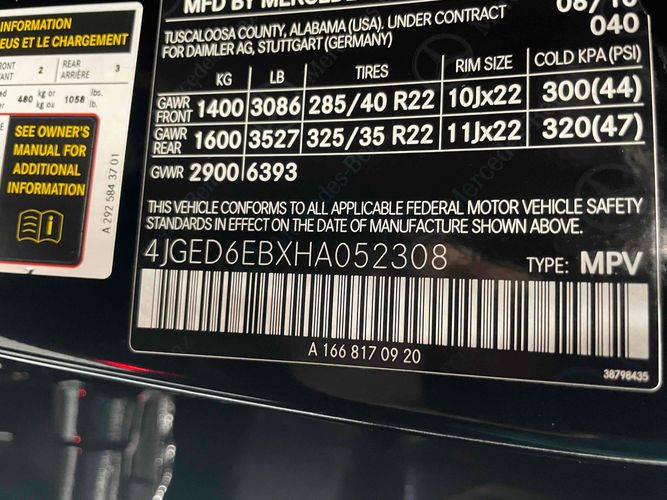 INFORMATION
EUS ET LE CHARGEMENT
2 REAR 3
ARRIÈRE
480 kg or 1058 lbs.
kg ou lb.
SEE OWNER'S
MANUAL FOR
ADDITIONAL
INFORMATION
A 292 584 37 01
MFD BY
TUSCALOOSA COUNTY, ALABAMA (USA). UNDER CONTRACT
FOR DAIMLER AG, STUTTGART (GERMANY)
040
KG LB TIRES RIM SIZE COLD KPA (PSI)
GAWR FRONT 1400 3086 285/40 R22 10Jx22 300(44)
GAWR REAR 1600 3527 325/35 R22 11Jx22 320(47)
GVWR 2900 6393
THIS VEHICLE CONFORMS TO ALL APPLICABLE FEDERAL MOTOR VEHICLE SAFETY
STANDARDS IN EFFECT ON THE DATE OF MANUFACTURE SHOWN ABOVE.
4JGED6EBXHA052308 TYPE: MPV
A 166 817 09 20
38798435